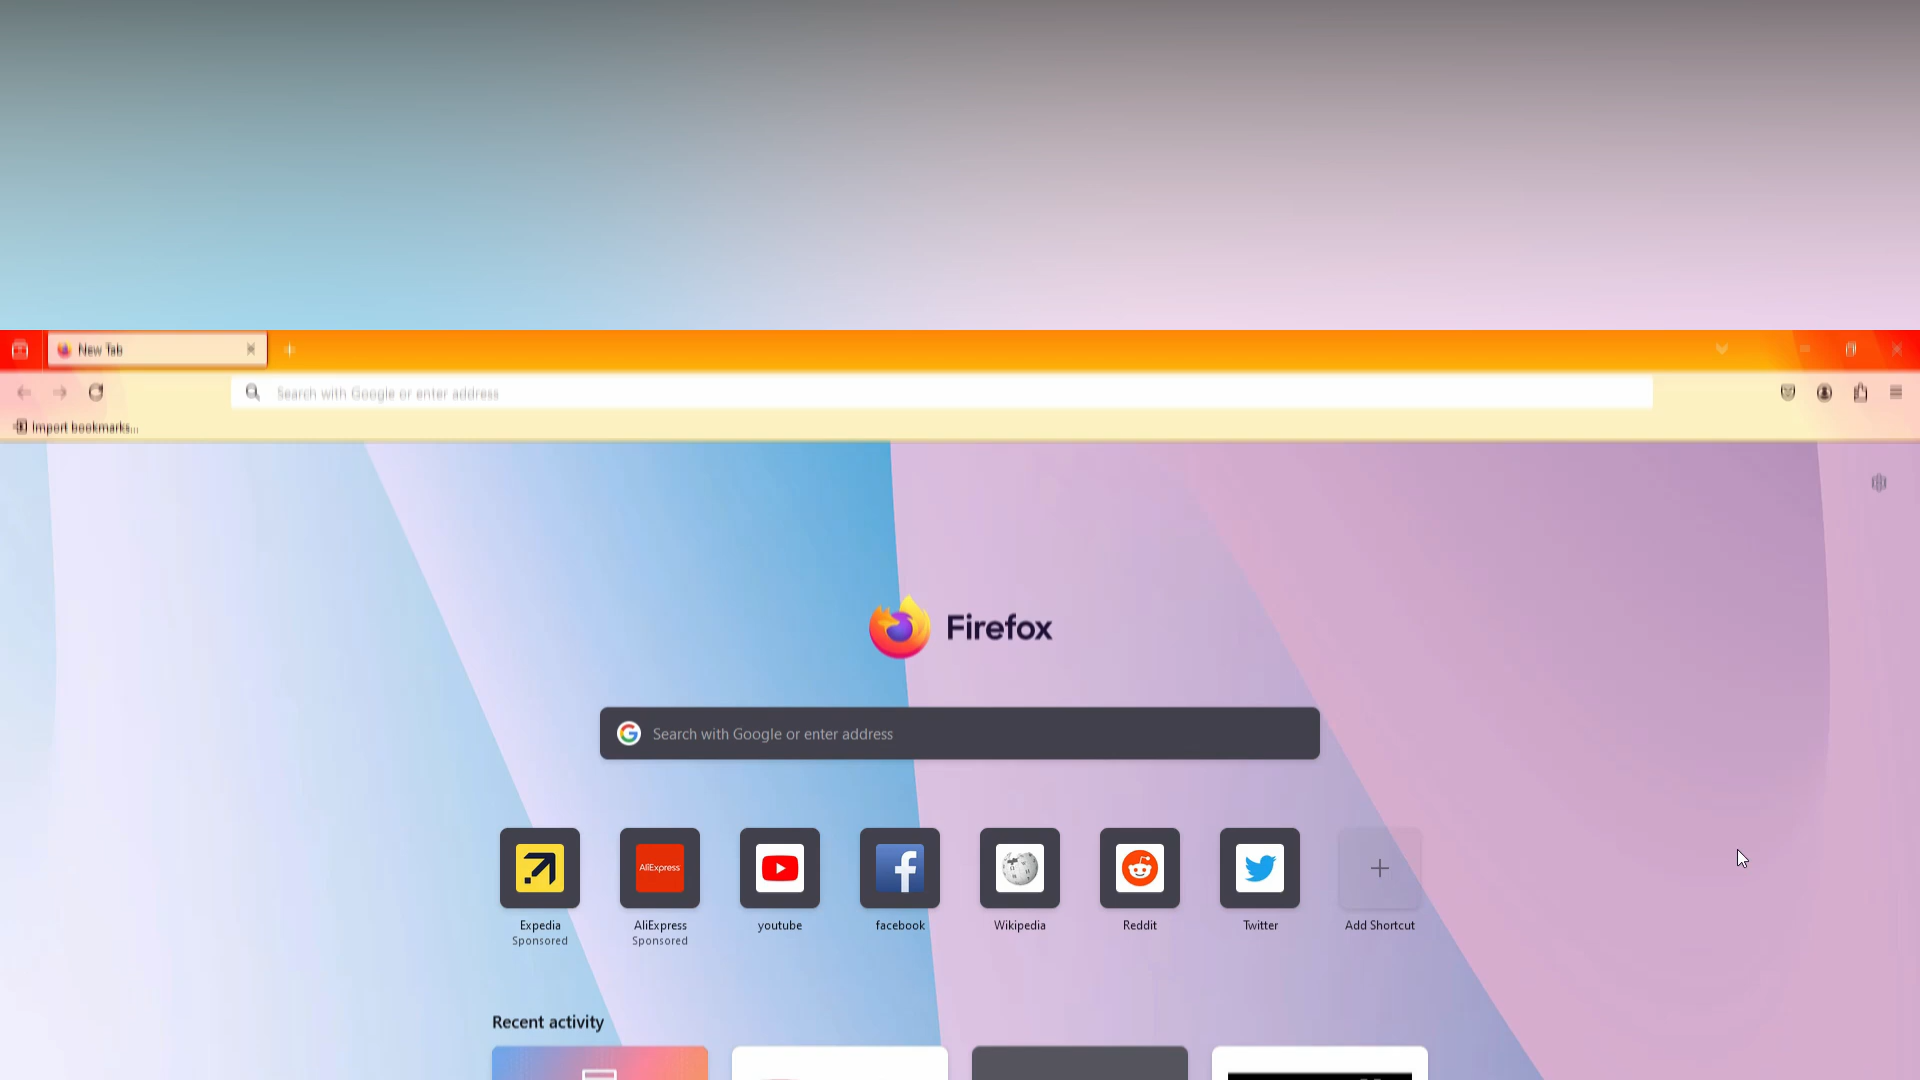 New Tab
Search with Google or enter address
Import bookmarks...
Firefox
Search with Google or enter address
AliExpress
Expedia
Sponsored
AliExpress
Sponsored
youtube
facebook
Wikipedia
Reddit
Twitter
Add Shortcut
Recent activity